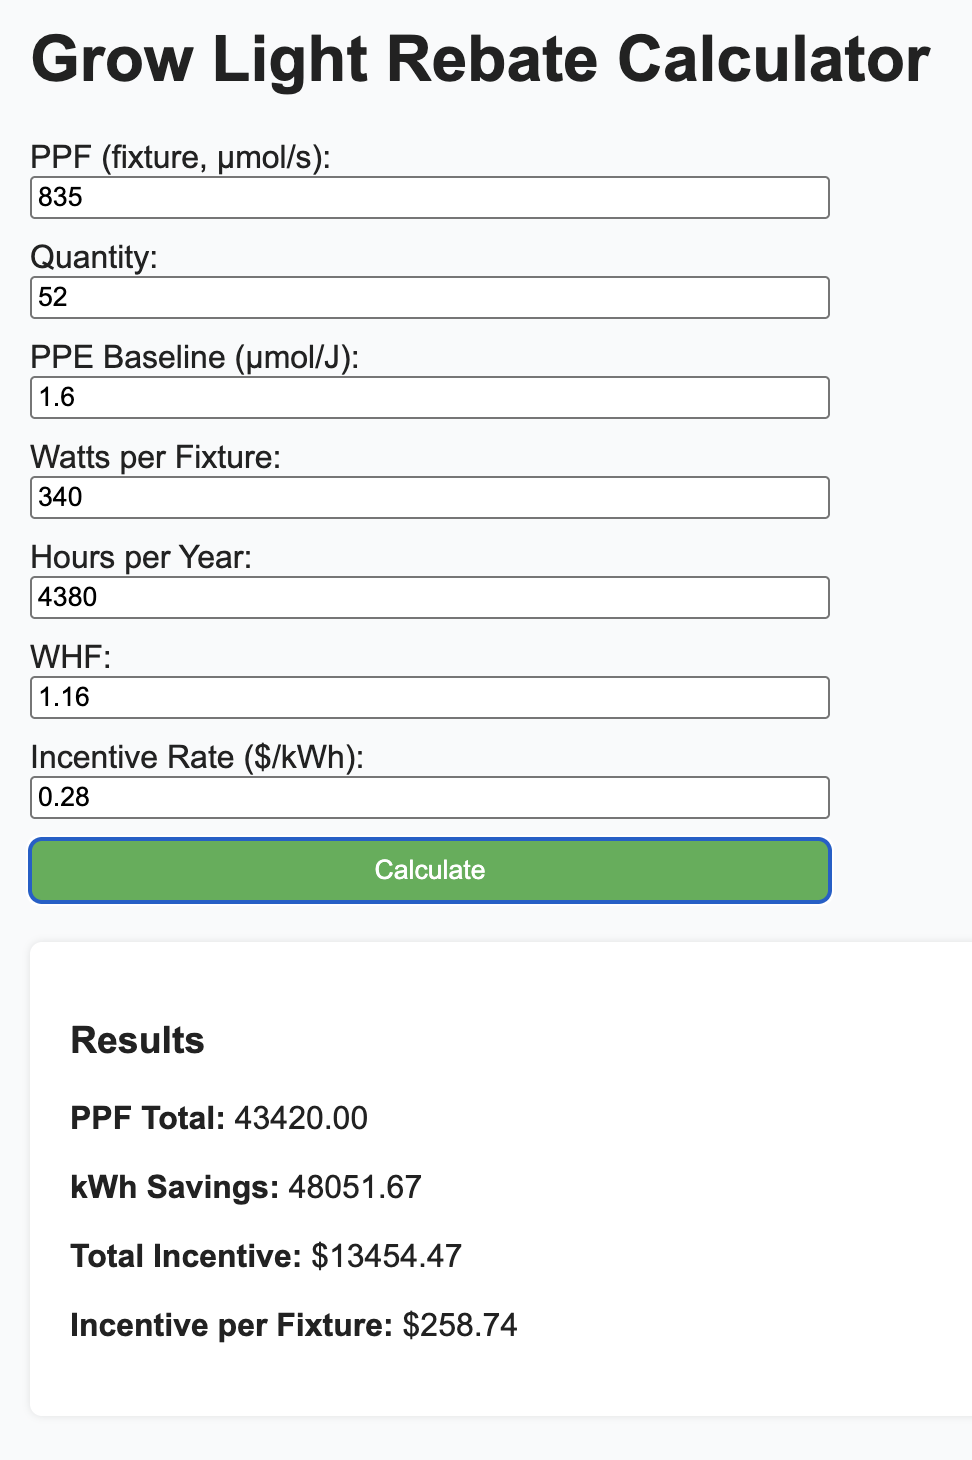 Grow Light Rebate Calculator
PPF (fixture, μmol/s):
835
Quantity:
52
PPE Baseline (μmol/J):
1.6
Watts per Fixture:
340
Hours per Year:
4380
WHF:
1.16
Incentive Rate ($/kWh):
0.28
Calculate
Results
PPF Total: 43420.00
kWh Savings: 48051.67
Total Incentive: $13454.47
Incentive per Fixture: $258.74